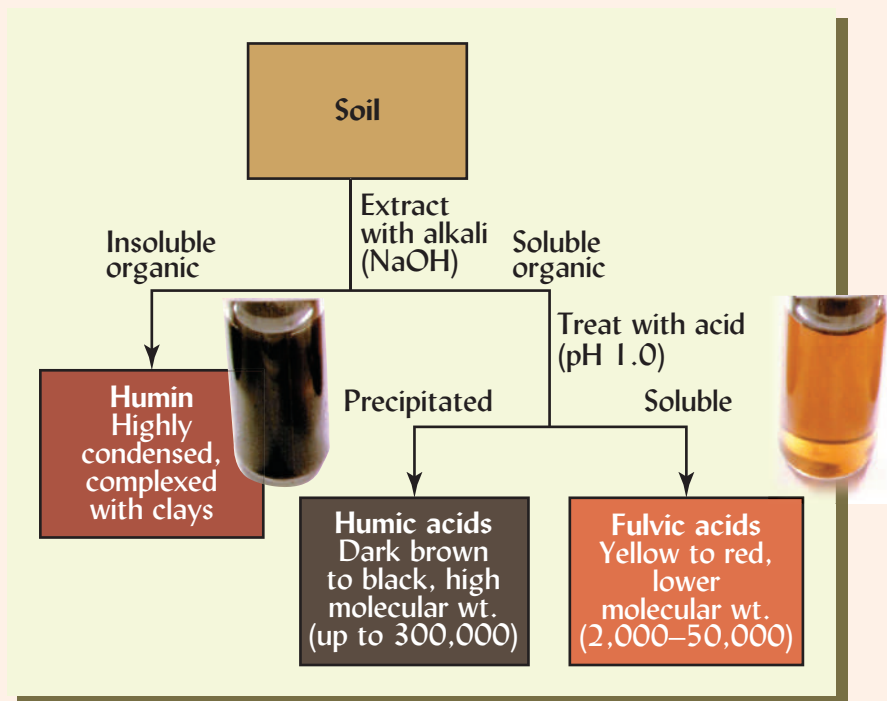 Soil
Extract
with alkali
(NaOH)
Insoluble
organic
Soluble
organic
Treat with acid
(pH 1.0)
Precipitated
Soluble
Humin
Highly
condensed,
complexed
with clays
Humic acids
Dark brown
to black, high
molecular wt.
(up to 300,000)
Fulvic acids
Yellow to red,
lower
molecular wt.
(2,000–50,000)